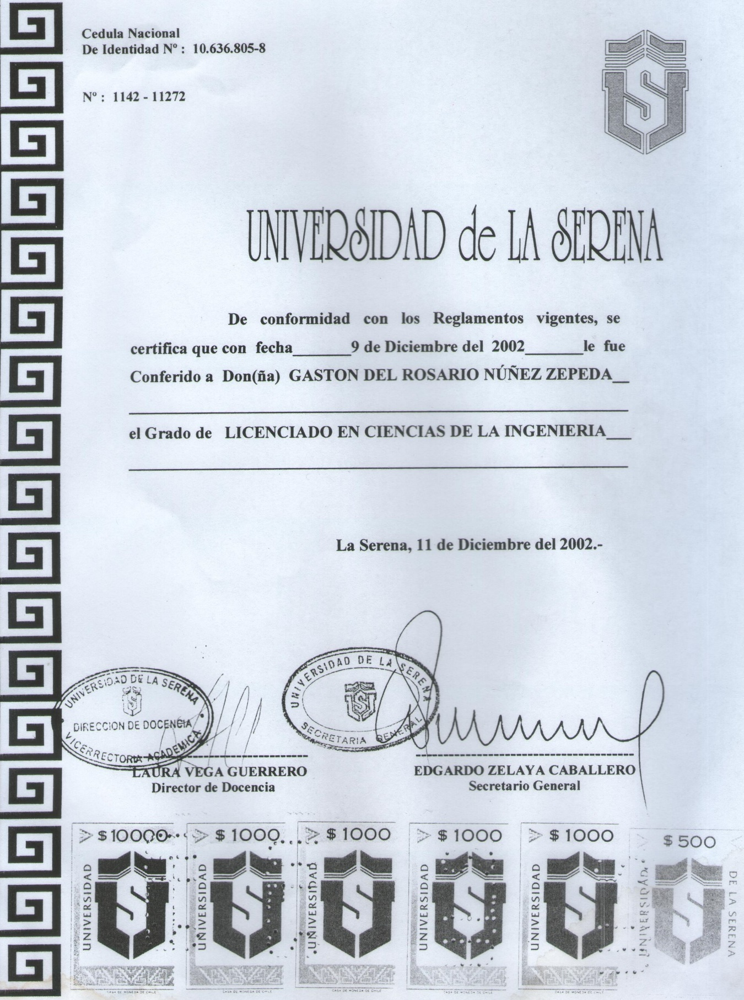 Cedula Nacional
De Identidad Nº : 10.636.805-8
Nº : 1142 - 11272
UNIVERSIDAD de LA SERENA
De conformidad con los Reglamentos vigentes, se
certifica que con fecha_______9 de Diciembre del 2002_______le fue
Conferido a Don(ña) GASTON DEL ROSARIO NÚÑEZ ZEPEDA__
el Grado de LICENCIADO EN CIENCIAS DE LA INGENIERIA___
La Serena, 11 de Diciembre del 2002.-
UNIVERSIDAD DE LA SERENA
DIRECCION DE DOCENCIA
VICERRECTORIA ACADEMICA
UNIVERSIDAD DE LA SERENA
SECRETARIA GENERAL
LAURA VEGA GUERRERO
Director de Docencia
EDGARDO ZELAYA CABALLERO
Secretario General
$ 10000
UNIVERSIDAD
CASA DE MONEDA DE CHILE
$ 1000
UNIVERSIDAD
CASA DE MONEDA DE CHILE
$ 1000
UNIVERSIDAD
CASA DE MONEDA DE CHILE
$ 1000
UNIVERSIDAD
CASA DE MONEDA DE CHILE
$ 1000
UNIVERSIDAD
CASA DE MONEDA DE CHILE
$ 500
UNIVERSIDAD
DE LA SERENA